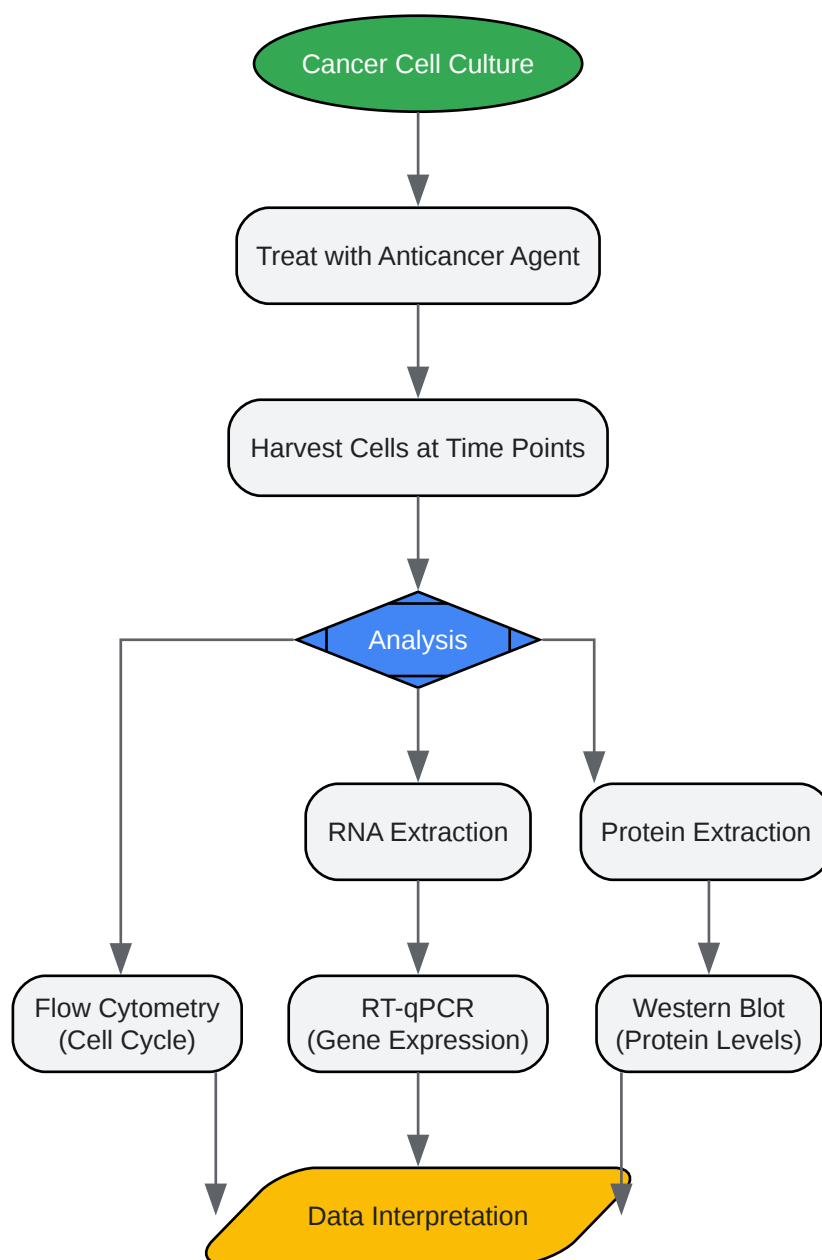 Cancer Cell Culture
Treat with Anticancer Agent
Harvest Cells at Time Points
Analysis
RNA Extraction
Protein Extraction
Flow Cytometry
(Cell Cycle)
RT-qPCR
(Gene Expression)
Western Blot
(Protein Levels)
Data Interpretation